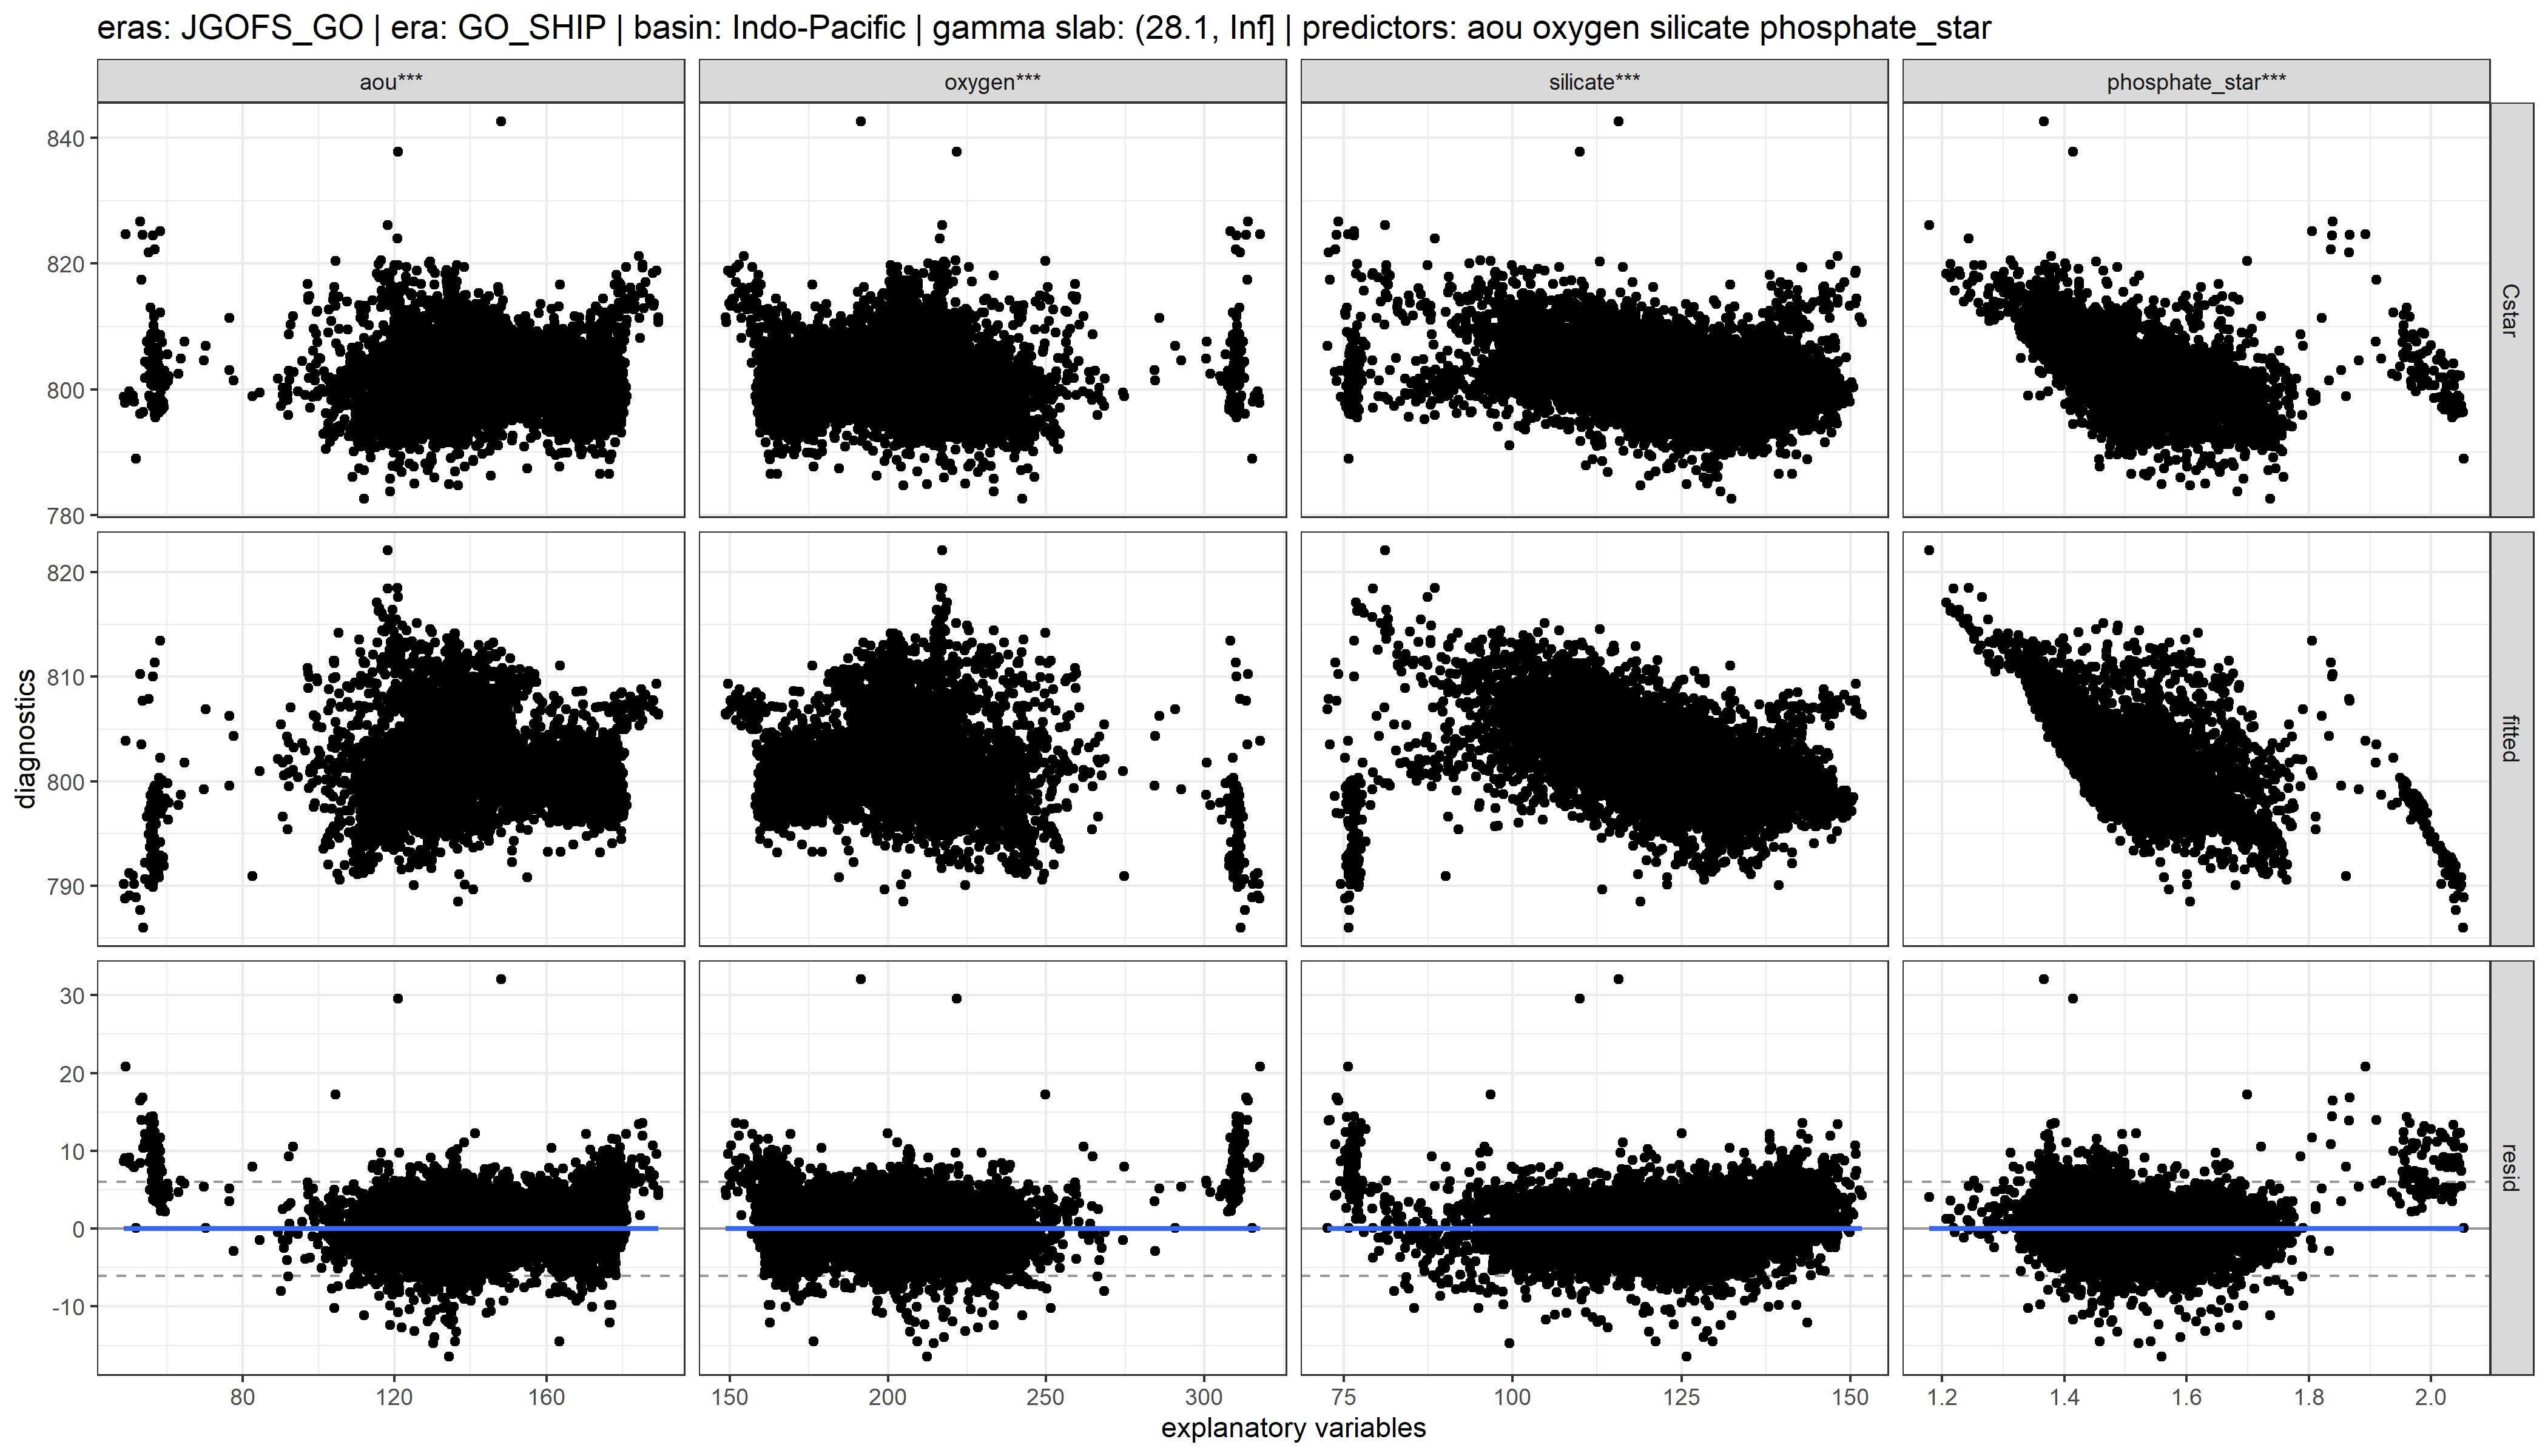 eras: JGOFS_GO | era: GO_SHIP | basin: Indo-Pacific | gamma slab: (28.1, Inf] | predictors: aou oxygen silicate phosphate_star
aou*** oxygen*** silicate*** phosphate_star***
840
820
800
780
Cstar
820
810
800
790
fitted
diagnostics
30
20
10
0
-10
resid
80 120 160 150 200 250 300 75 100 125 150 1.2 1.4 1.6 1.8 2.0
explanatory variables